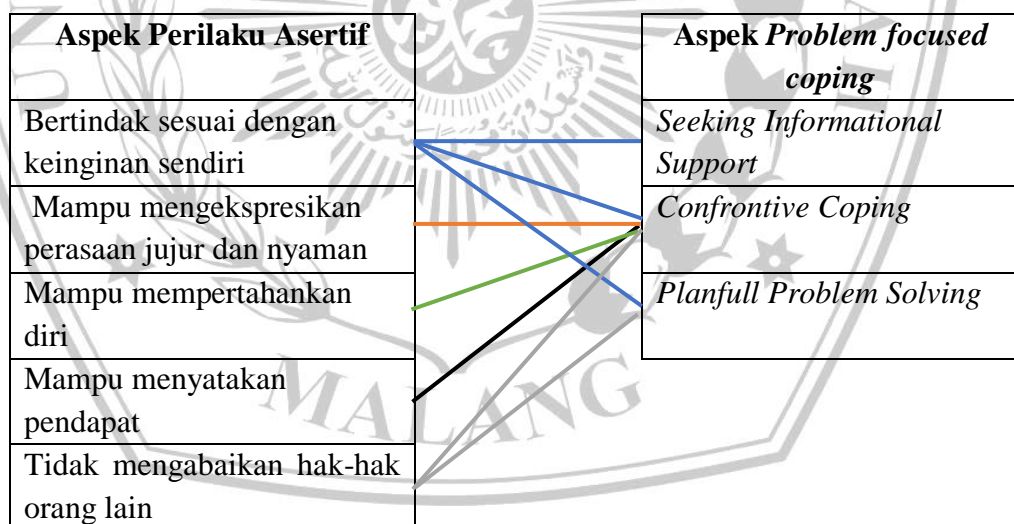 Aspek Perilaku Asertif
Bertindak sesuai dengan
keinginan sendiri
Mampu mengekspresikan
perasaan jujur dan nyaman
Mampu mempertahankan
diri
Mampu menyatakan
pendapat
Tidak mengabaikan hak-hak
orang lain
Aspek Problem focused
coping
Seeking Informational
Support
Confrontive Coping
Planfull Problem Solving
MALANG